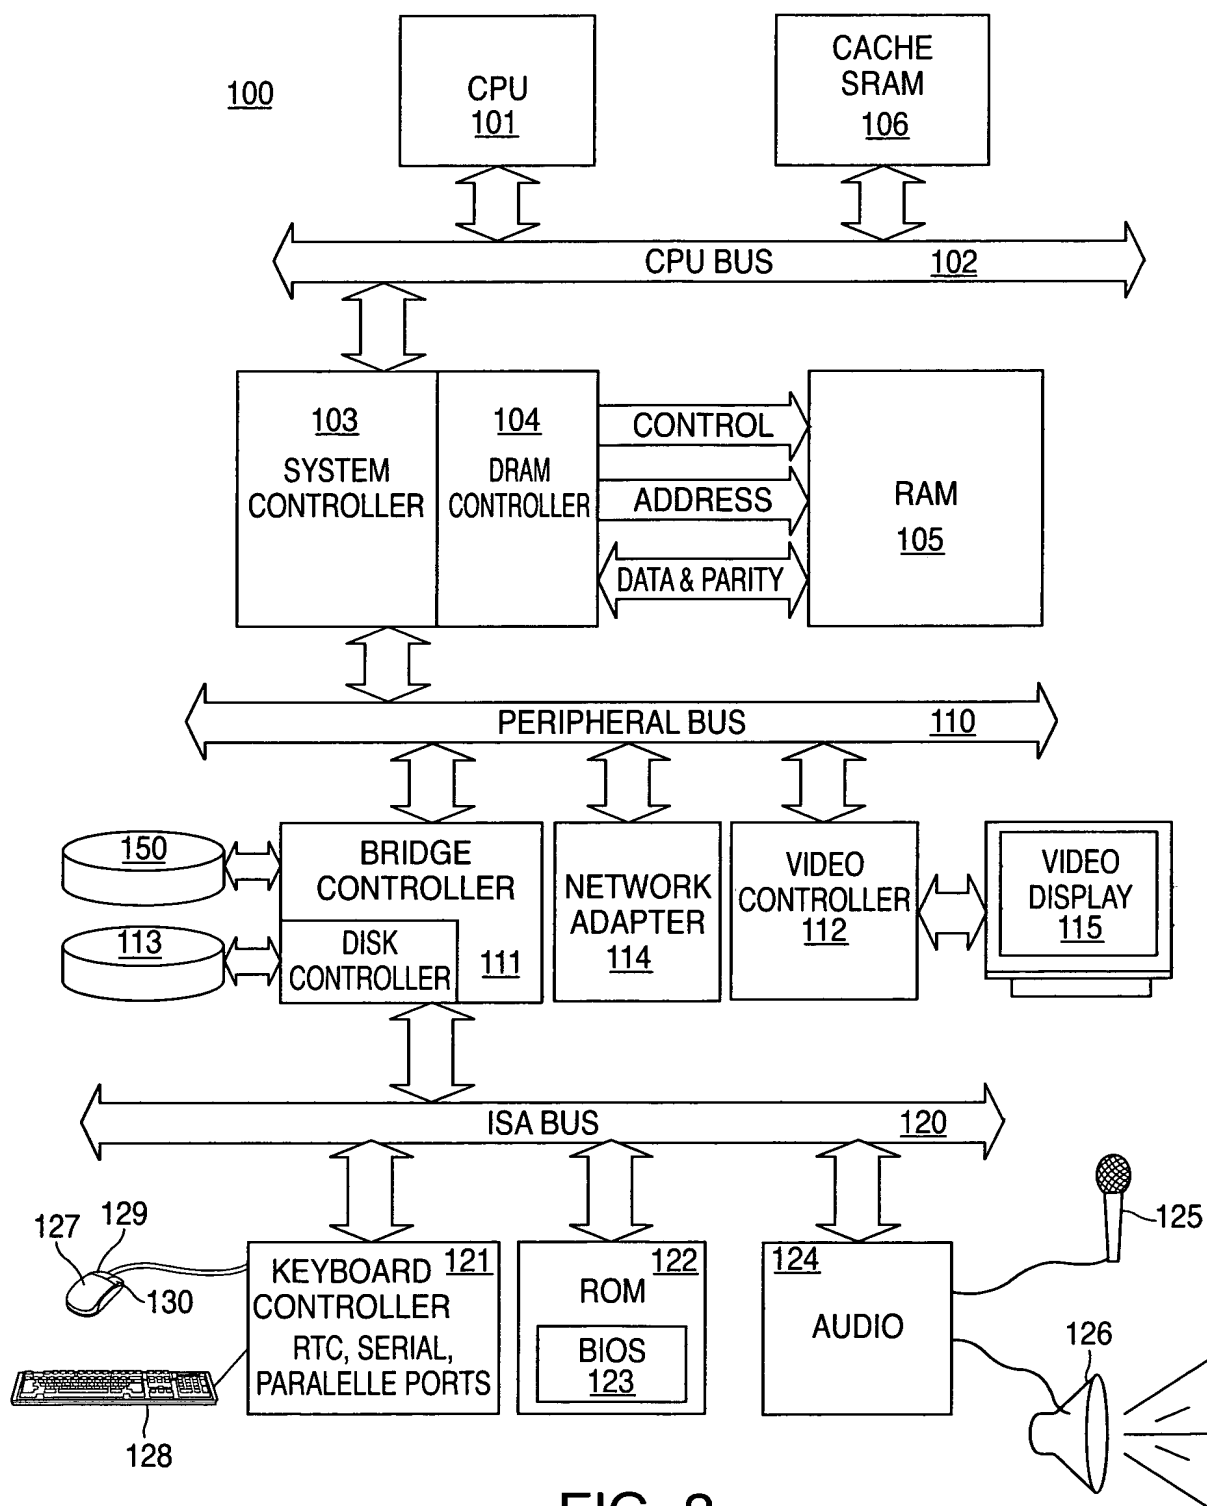 100
CPU
101
CACHE
SRAM
106
CPU BUS 102
103
SYSTEM
CONTROLLER
104
DRAM
CONTROLLER
CONTROL
ADDRESS
DATA & PARITY
RAM
105
PERIPHERAL BUS 110
150
113
BRIDGE
CONTROLLER
DISK
CONTROLLER
111
NETWORK
ADAPTER
114
VIDEO
CONTROLLER
112
VIDEO
DISPLAY
115
ISA BUS 120
127
129
130
128
KEYBOARD 121
CONTROLLER
RTC, SERIAL,
PARALELLE PORTS
122
ROM
BIOS
123
124
AUDIO
125
126